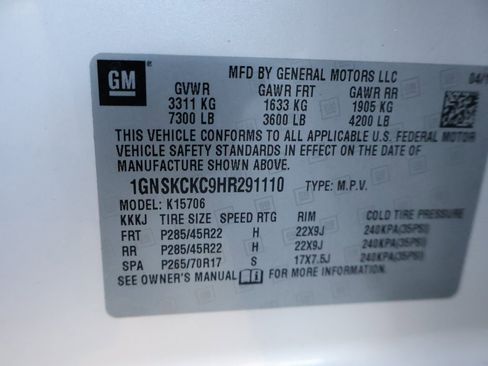 GM
MFD BY GENERAL MOTORS LLC 04/1
GVWR GAWR FRT GAWR RR
3311 KG 1633 KG 1905 KG
7300 LB 3600 LB 4200 LB
THIS VEHICLE CONFORMS TO ALL APPLICABLE U.S. FEDERAL MOTOR
VEHICLE SAFETY STANDARDS IN EFFECT ON THE DATE OF
MANUFACTURE SHOWN ABOVE.
1GNSKCKC9HR291110 TYPE: M.P.V.
MODEL: K15706
KKKJ TIRE SIZE SPEED RTG RIM COLD TIRE PRESSURE
FRT P285/45R22 H 22X9J 240KPA(35PSI)
RR P285/45R22 H 22X9J 240KPA(35PSI)
SPA P265/70R17 S 17X7.5J 240KPA(35PSI)
SEE OWNER'S MANUAL FOR MORE INFORMATION.